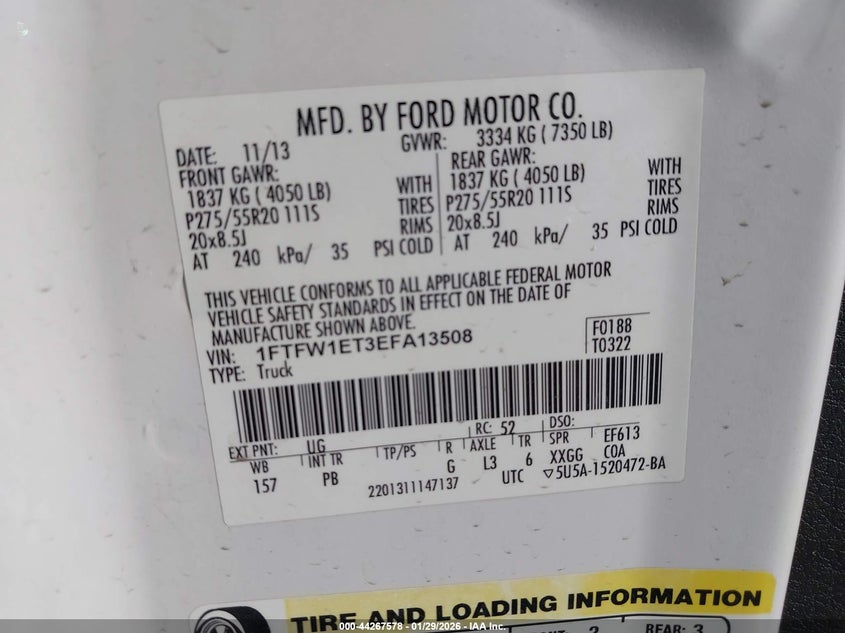 MFD. BY FORD MOTOR CO.
DATE: 11/13 GVWR: 3334 KG ( 7350 LB)
FRONT GAWR: REAR GAWR:
1837 KG ( 4050 LB) WITH 1837 KG ( 4050 LB) WITH
P275/55R20 111S TIRES P275/55R20 111S TIRES
20x8.5J RIMS 20x8.5J RIMS
AT 240 kPa/ 35 PSI COLD AT 240 kPa/ 35 PSI COLD
THIS VEHICLE CONFORMS TO ALL APPLICABLE FEDERAL MOTOR
VEHICLE SAFETY STANDARDS IN EFFECT ON THE DATE OF
MANUFACTURE SHOWN ABOVE.
VIN: 1FTFW1ET3EFA13508 F0188
TYPE: Truck T0322
EXT PNT: UG RC: 52 DSO:
WB INT TR TP/PS R AXLE TR SPR EF613
157 PB G L3 6 XXGG COA
2201311147137 UTC ▽5U5A-1520472-BA
TIRE AND LOADING INFORMATION
2 REAR: 3
000-44267578 - 01/29/2026 - IAA Inc.